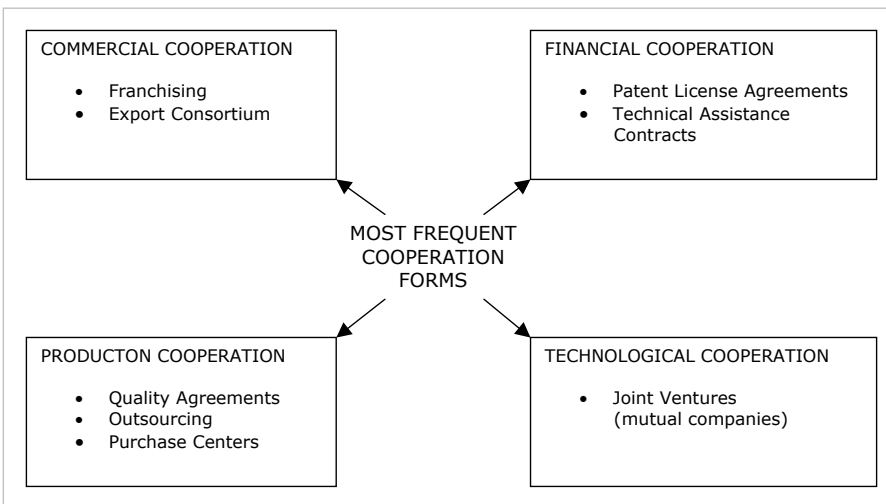 COMMERCIAL COOPERATION
• Franchising
• Export Consortium
FINANCIAL COOPERATION
• Patent License Agreements
• Technical Assistance
Contracts
MOST FREQUENT
COOPERATION
FORMS
PRODUCTON COOPERATION
• Quality Agreements
• Outsourcing
• Purchase Centers
TECHNOLOGICAL COOPERATION
• Joint Ventures
(mutual companies)